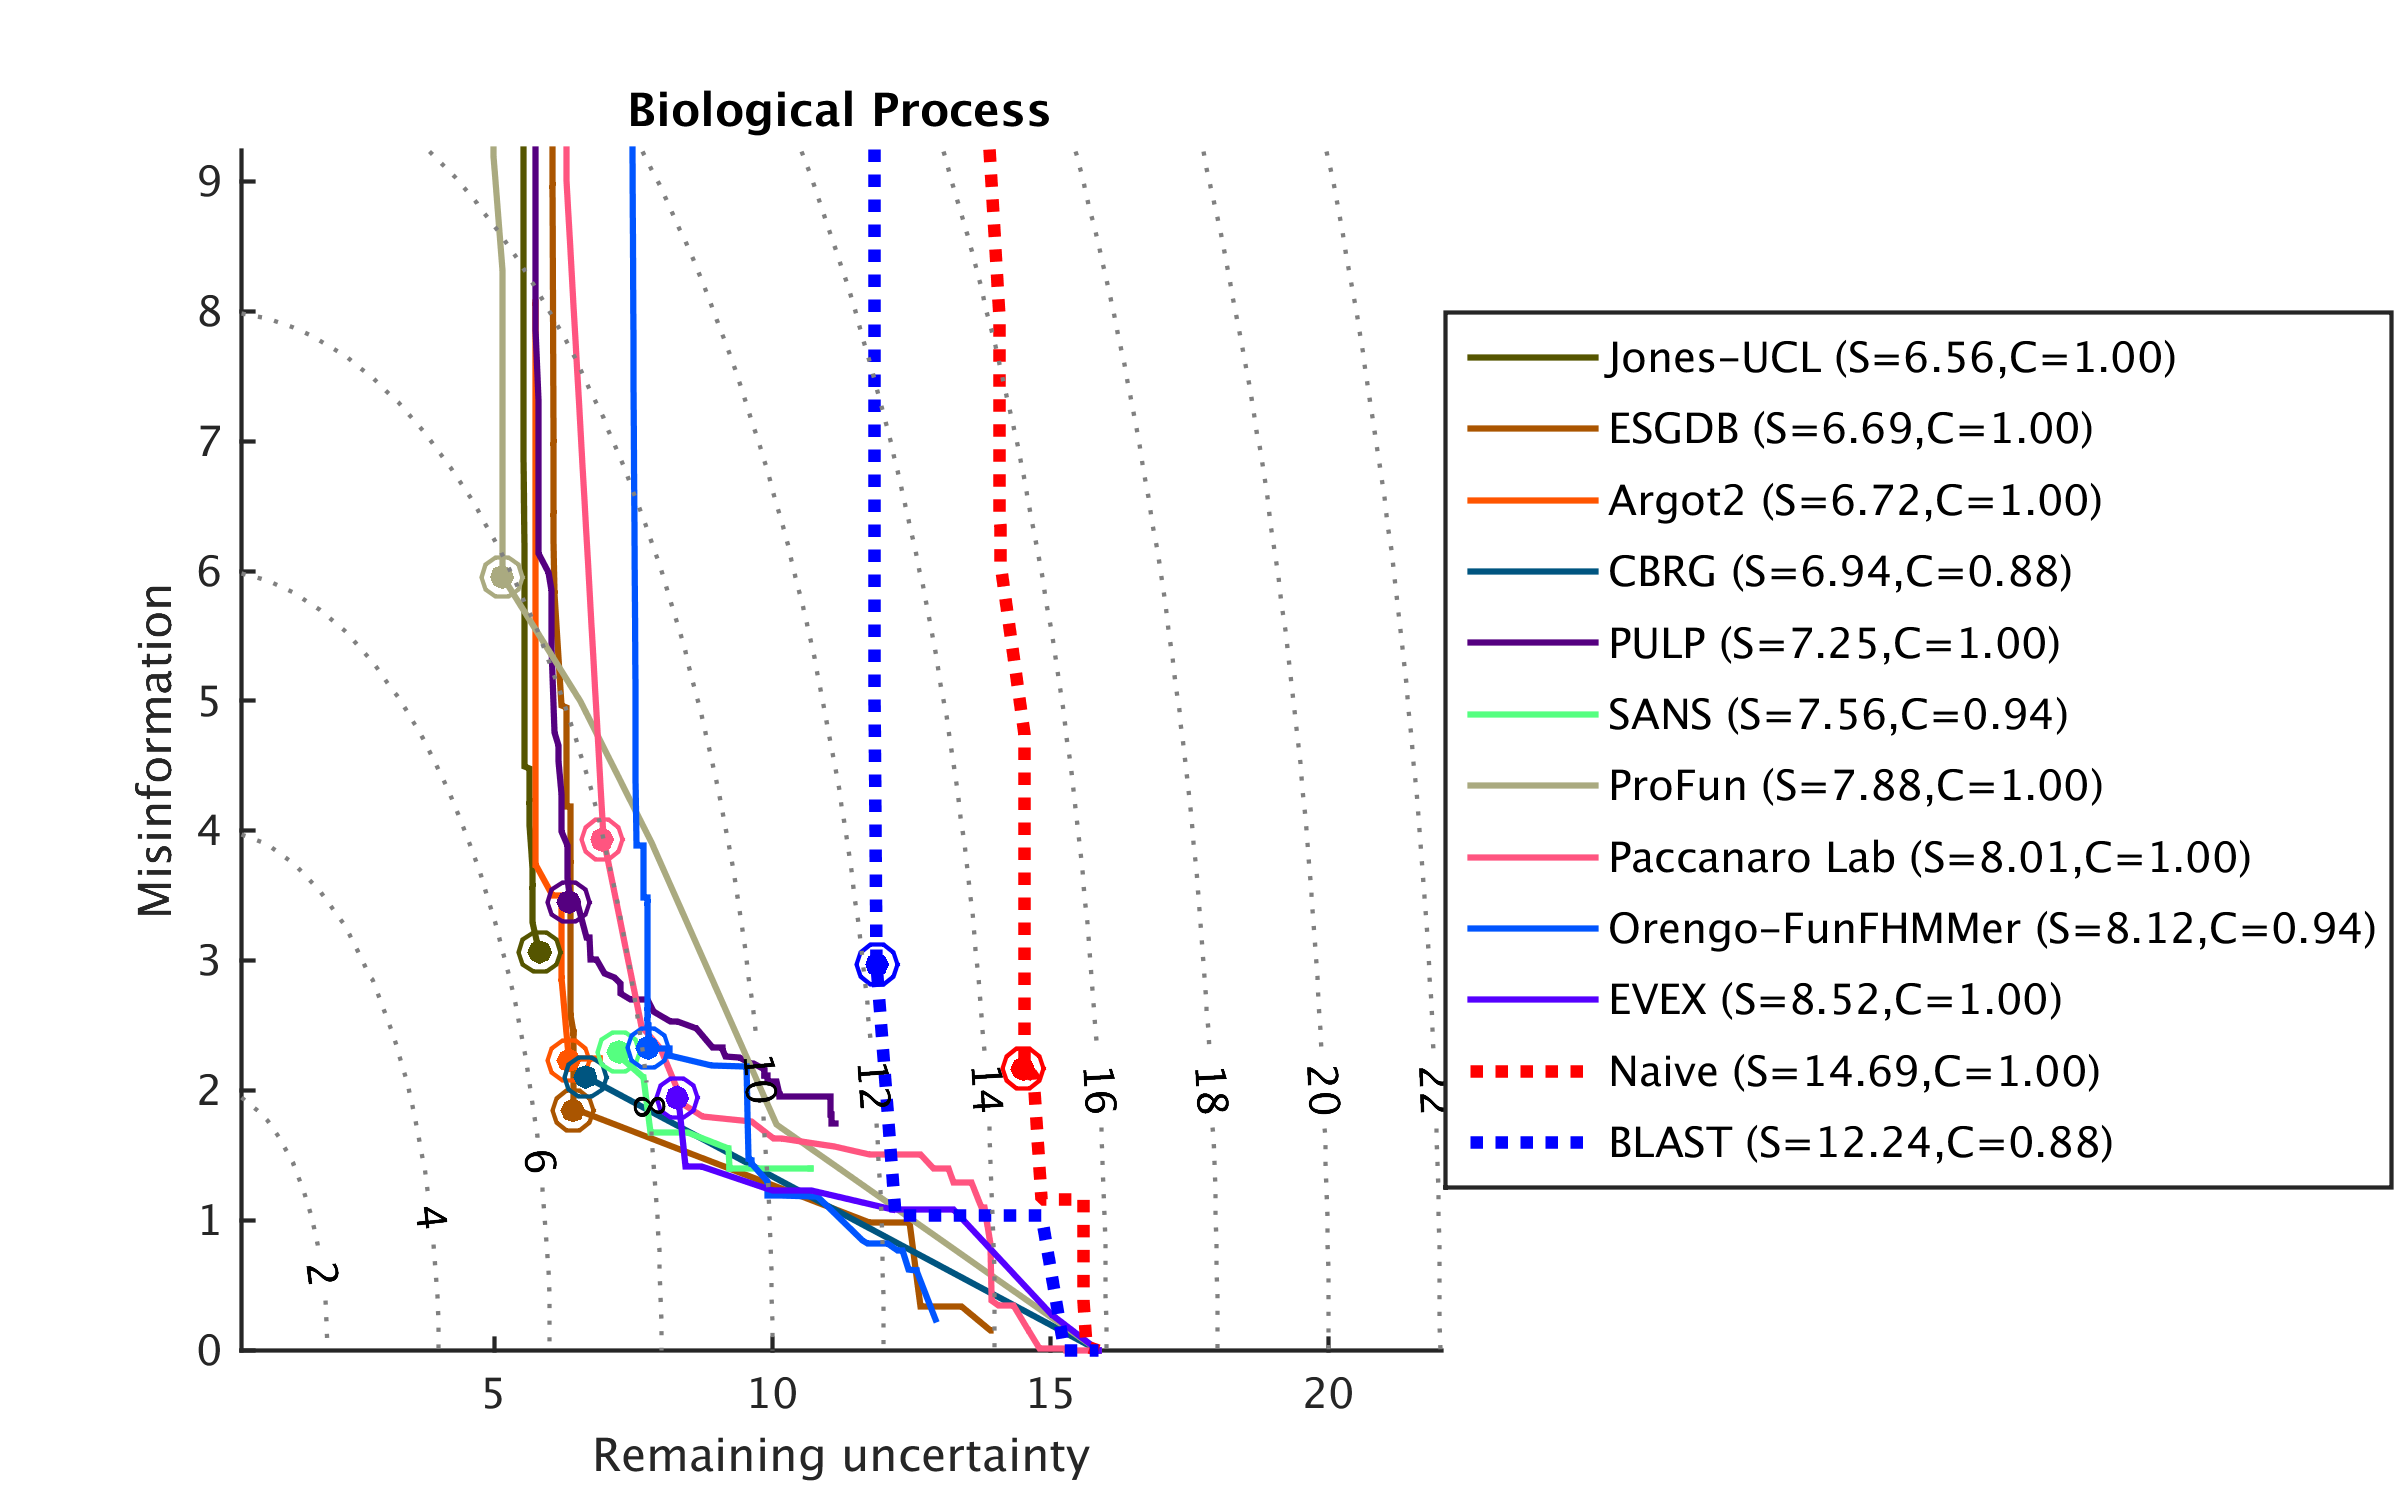 Biological Process
9
8
7
6
5
4
3
2
1
0
Misinformation
5
10
15
20
Remaining uncertainty
2
4
6
8
10
12
14
16
18
20
22
Jones-UCL (S=6.56,C=1.00)
ESGDB (S=6.69,C=1.00)
Argot2 (S=6.72,C=1.00)
CBRG (S=6.94,C=0.88)
PULP (S=7.25,C=1.00)
SANS (S=7.56,C=0.94)
ProFun (S=7.88,C=1.00)
Paccanaro Lab (S=8.01,C=1.00)
Orengo-FunFHMMer (S=8.12,C=0.94)
EVEX (S=8.52,C=1.00)
Naive (S=14.69,C=1.00)
BLAST (S=12.24,C=0.88)